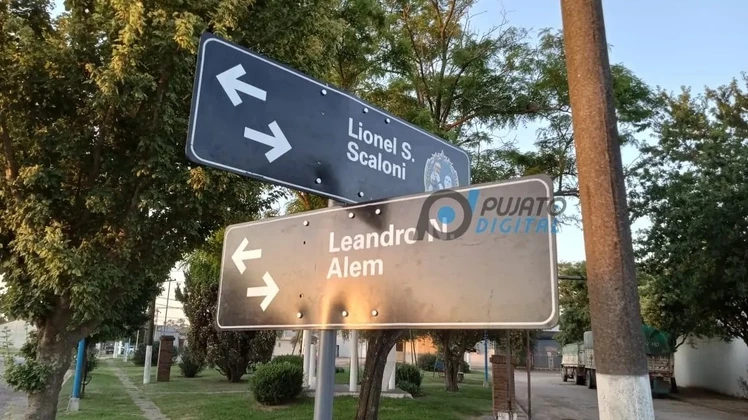 Lionel S.
Scaloni
Leandro N.
Alem
PUJATO
DIGITAL